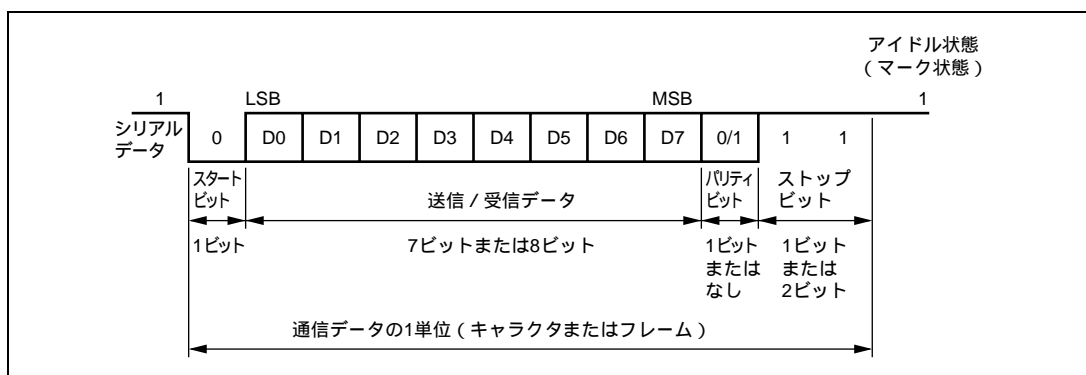 アイドル状態
(マーク状態)
1 LSB MSB 1
シリアル
データ
0 D0 D1 D2 D3 D4 D5 D6 D7 0/1 1 1
スタート
ビット
送信/受信データ
パリティ
ビット
ストップ
ビット
1ビット
7ビットまたは8ビット
1ビット
または
なし
1ビット
または
2ビット
通信データの1単位(キャラクタまたはフレーム)